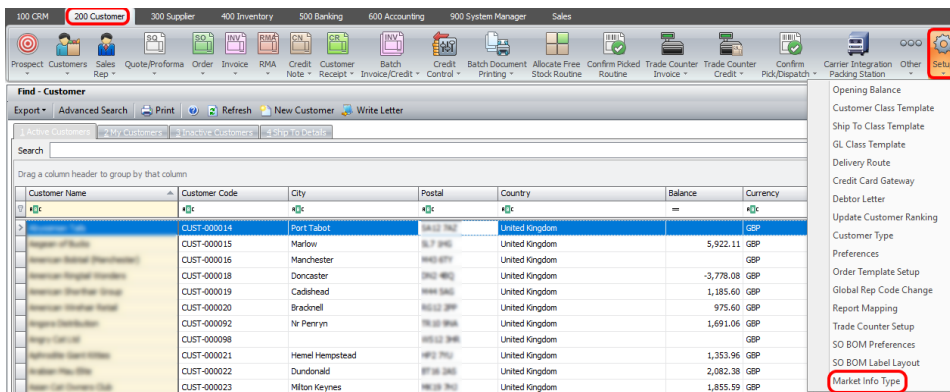 100 CRM 200 Customer 300 Supplier 400 Inventory 500 Banking 600 Accounting 900 System Manager Sales
SQ SO INV RMA CN CR INV
Prospect Customers Sales Rep Quote/Proforma Order Invoice RMA Credit Note Customer Receipt Batch Invoice/Credit Credit Control Batch Document Printing Allocate Free Stock Routine Confirm Picked Routine Trade Counter Invoice Trade Counter Credit Confirm Pick/Dispatch Carrier Integration Packing Station Other Setu
Find - Customer
Export Advanced Search Print Refresh New Customer Write Letter
1 Active Customers 2 My Customers 3 Inactive Customers 4 Ship To Details
Search
Drag a column header to group by that column
Customer Name Customer Code City Postal Country Balance Currency
=
CUST-000014 Port Tabot United Kingdom GBP
CUST-000015 Marlow United Kingdom 5,922.11 GBP
CUST-000016 Manchester United Kingdom GBP
CUST-000018 Doncaster United Kingdom -3,778.08 GBP
CUST-000019 Cadishead United Kingdom 1,185.60 GBP
CUST-000020 Bracknell United Kingdom 975.60 GBP
CUST-000092 Nr Penryn United Kingdom 1,691.06 GBP
CUST-000098 United Kingdom GBP
CUST-000021 Hemel Hempstead United Kingdom 1,353.96 GBP
CUST-000022 Dundonald United Kingdom 2,082.38 GBP
CUST-000023 Milton Keynes United Kingdom 1,855.59 GBP
Opening Balance
Customer Class Template
Ship To Class Template
GL Class Template
Delivery Route
Credit Card Gateway
Debtor Letter
Update Customer Ranking
Customer Type
Preferences
Order Template Setup
Global Rep Code Change
Report Mapping
Trade Counter Setup
SO BOM Preferences
SO BOM Label Layout
Market Info Type